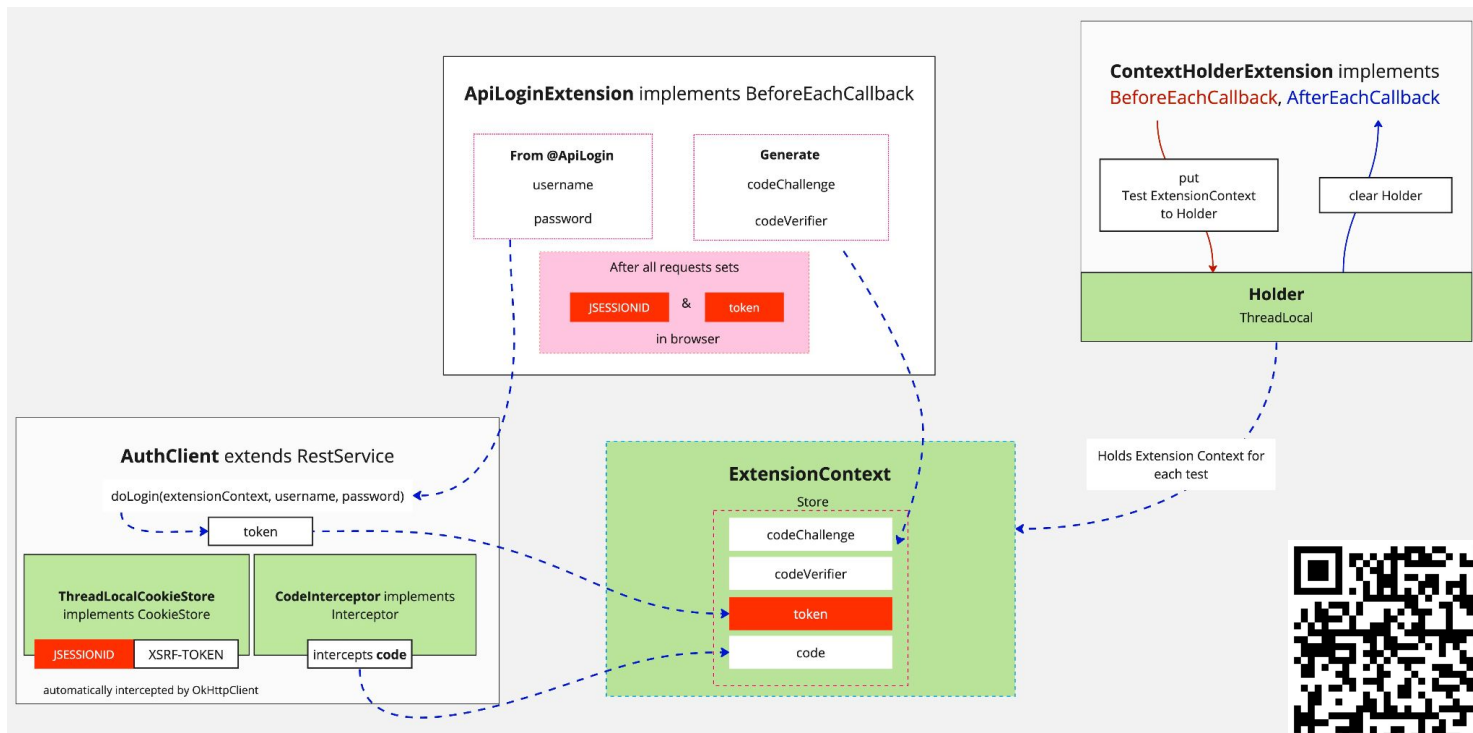 ApiLoginExtension implements BeforeEachCallback
From @ApiLogin
username
password
Generate
codeChallenge
codeVerifier
After all requests sets
JSESSIONID
&
token
in browser
ContextHolderExtension implements
BeforeEachCallback, AfterEachCallback
put
Test ExtensionContext
to Holder
clear Holder
Holder
ThreadLocal
Holds Extension Context for
each test
AuthClient extends RestService
doLogin(extensionContext, username, password)
token
ThreadLocalCookieStore
implements CookieStore
JSESSIONID
XSRF-TOKEN
automatically intercepted by OkHttpClient
CodeInterceptor implements
Interceptor
intercepts code
ExtensionContext
Store
codeChallenge
codeVerifier
token
code